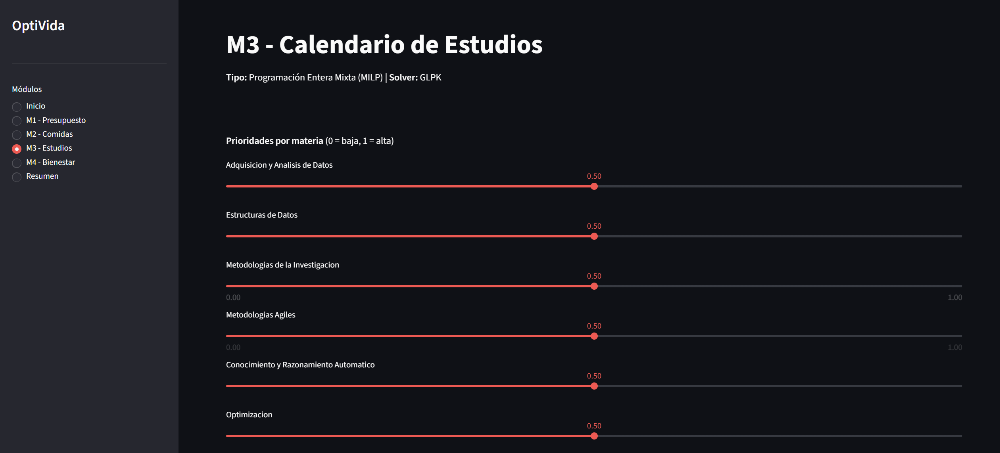 OptiVida
Módulos
Inicio
M1 - Presupuesto
M2 - Comidas
M3 - Estudios
M4 - Bienestar
Resumen
M3 - Calendario de Estudios
Tipo: Programación Entera Mixta (MILP) | Solver: GLPK
Prioridades por materia (0 = baja, 1 = alta)
Adquisicion y Analisis de Datos
0.50
Estructuras de Datos
0.50
Metodologias de la Investigacion
0.50
0.00 1.00
Metodologias Agiles
0.50
0.00 1.00
Conocimiento y Razonamiento Automatico
0.50
Optimizacion
0.50